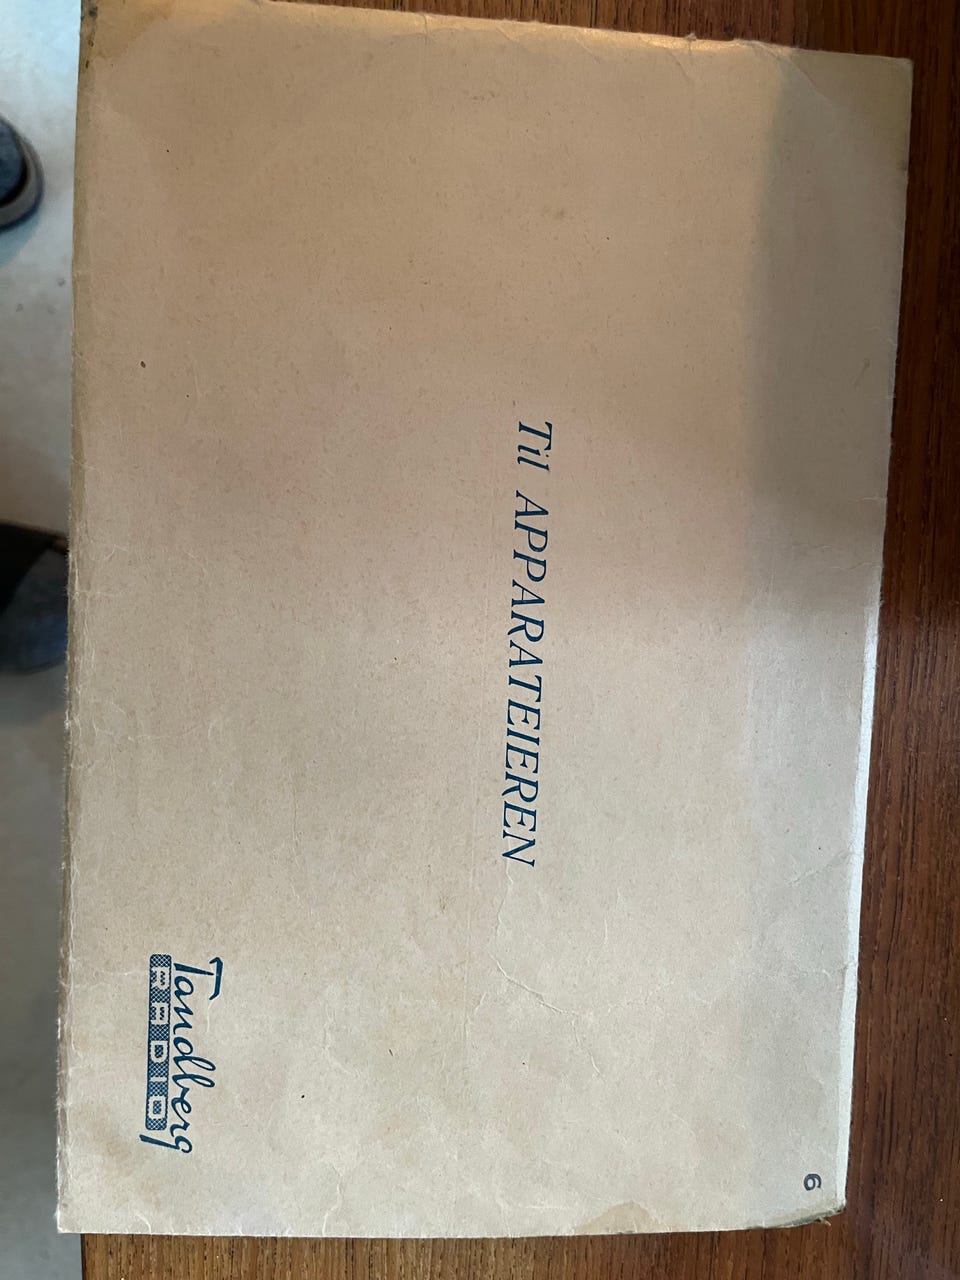 6
Til APPARATEIEREN
Tandberg
RADIO